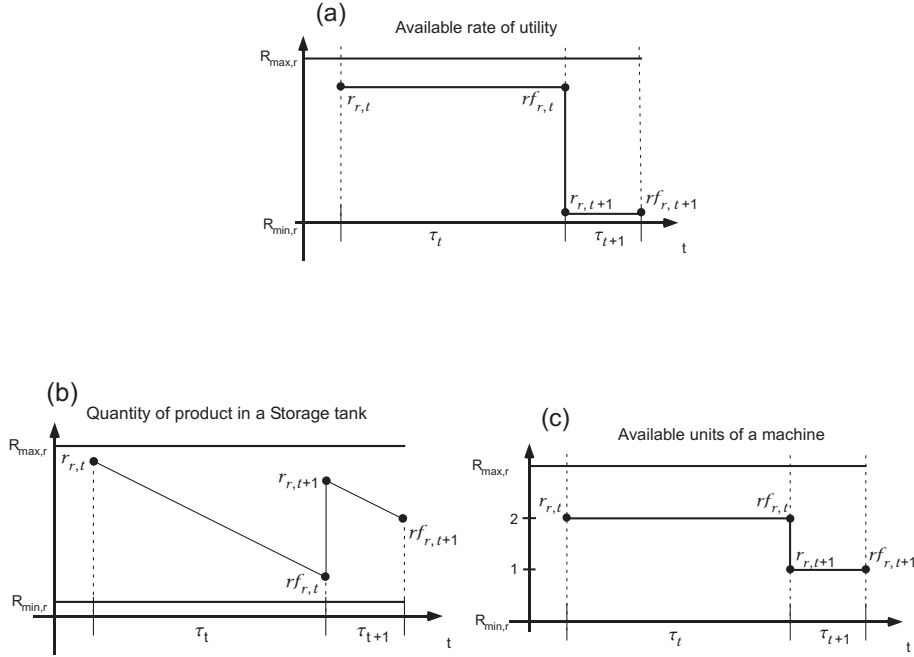 (a)
Available rate of utility
R_max,r
r_r,t
rf_r,t
r_r,t+1
rf_r,t+1
R_min,r
τ_t
τ_t+1
t
(b)
Quantity of product in a Storage tank
R_max,r
r_r,t
r_r,t+1
rf_r,t+1
rf_r,t
R_min,r
τ_t
τ_t+1
t
(c)
Available units of a machine
R_max,r
r_r,t
rf_r,t
2
r_r,t+1
rf_r,t+1
1
R_min,r
τ_t
τ_t+1
t